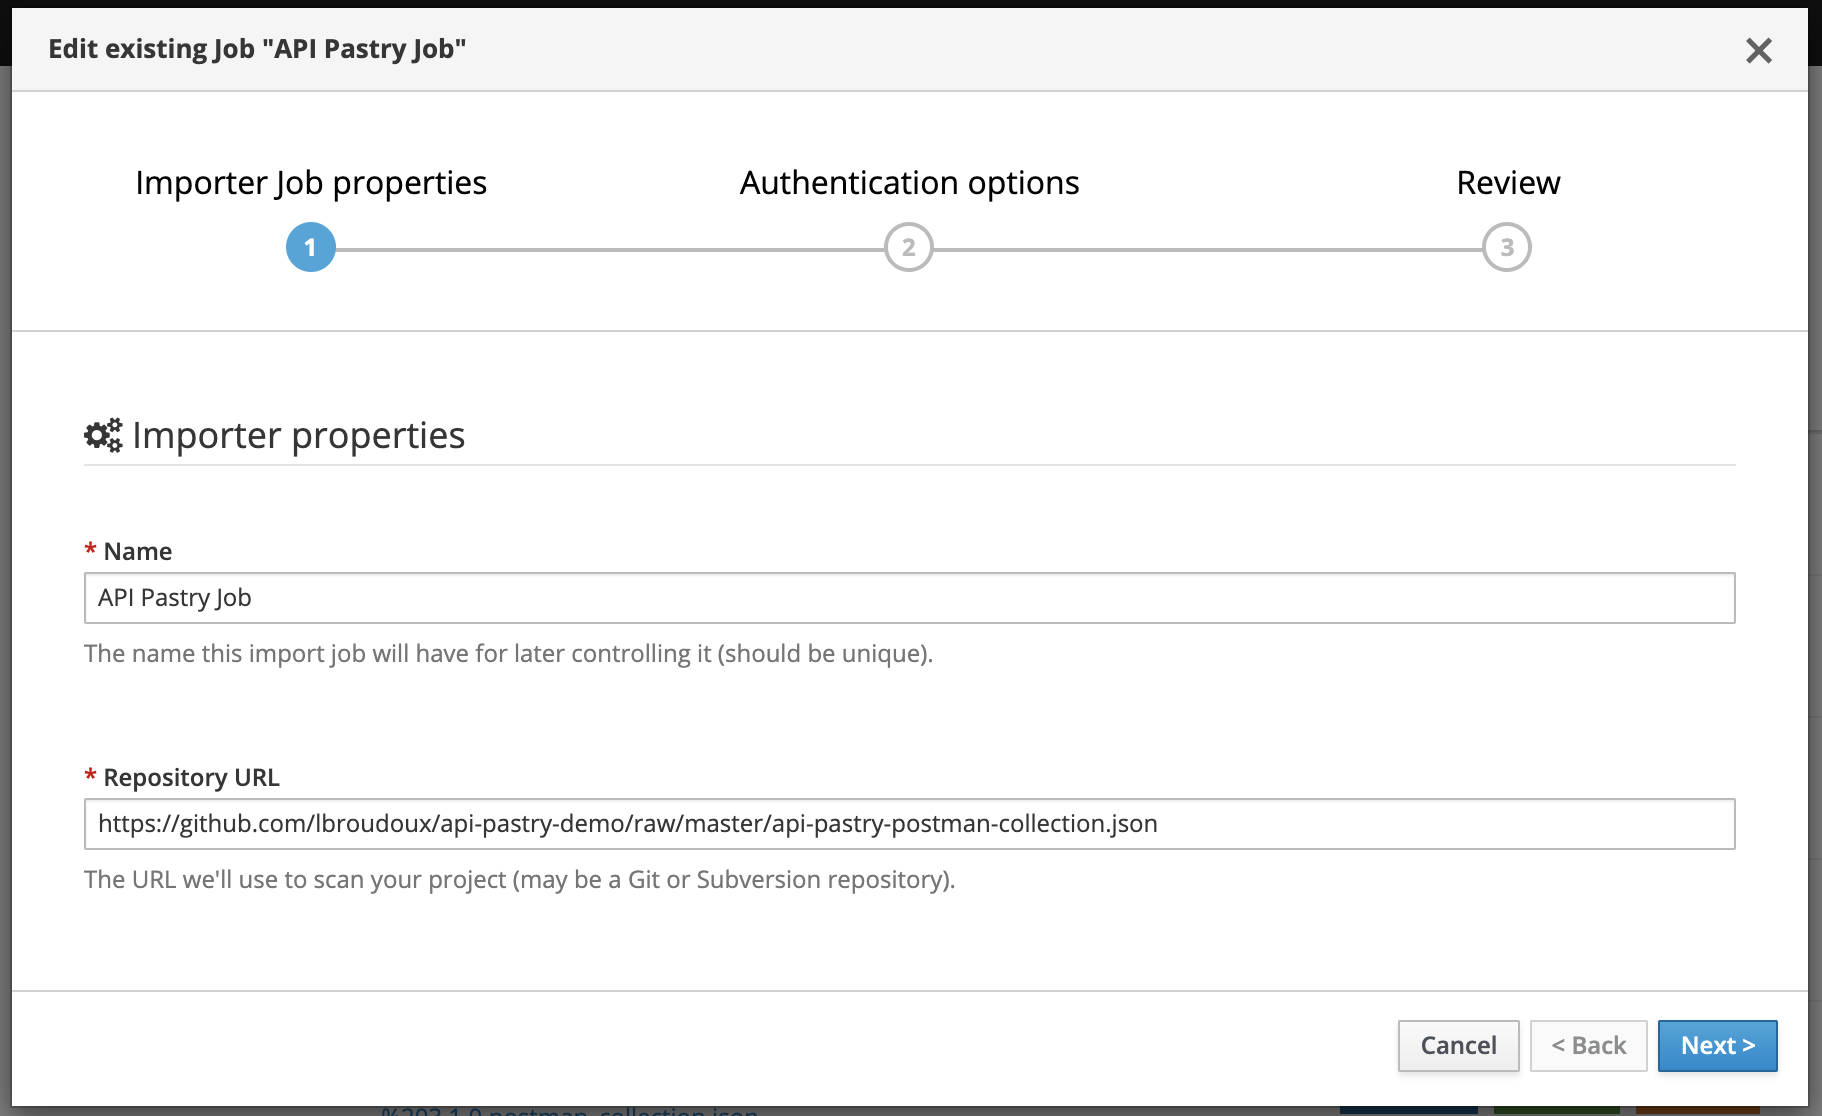 Edit existing Job "API Pastry Job"
Importer Job properties
Authentication options
Review
1
2
3
Importer properties
* Name
API Pastry Job
The name this import job will have for later controlling it (should be unique).
* Repository URL
https://github.com/lbroudoux/api-pastry-demo/raw/master/api-pastry-postman-collection.json
The URL we'll use to scan your project (may be a Git or Subversion repository).
Cancel
< Back
Next >